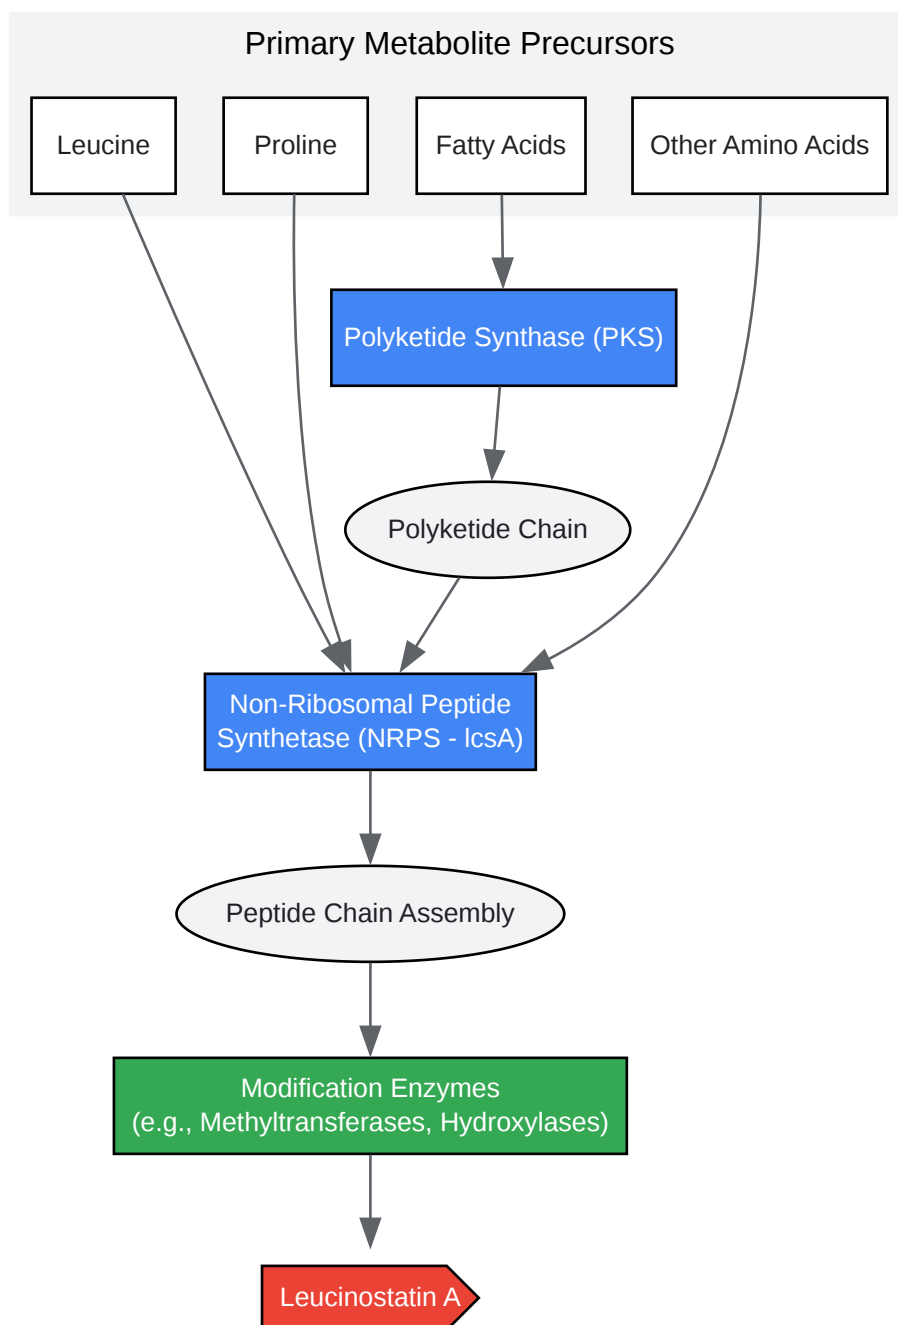 Primary Metabolite Precursors
Leucine
Proline
Fatty Acids
Other Amino Acids
Polyketide Synthase (PKS)
Polyketide Chain
Non-Ribosomal Peptide
Synthetase (NRPS - lcsA)
Peptide Chain Assembly
Modification Enzymes
(e.g., Methyltransferases, Hydroxylases)
Leucinostatin A